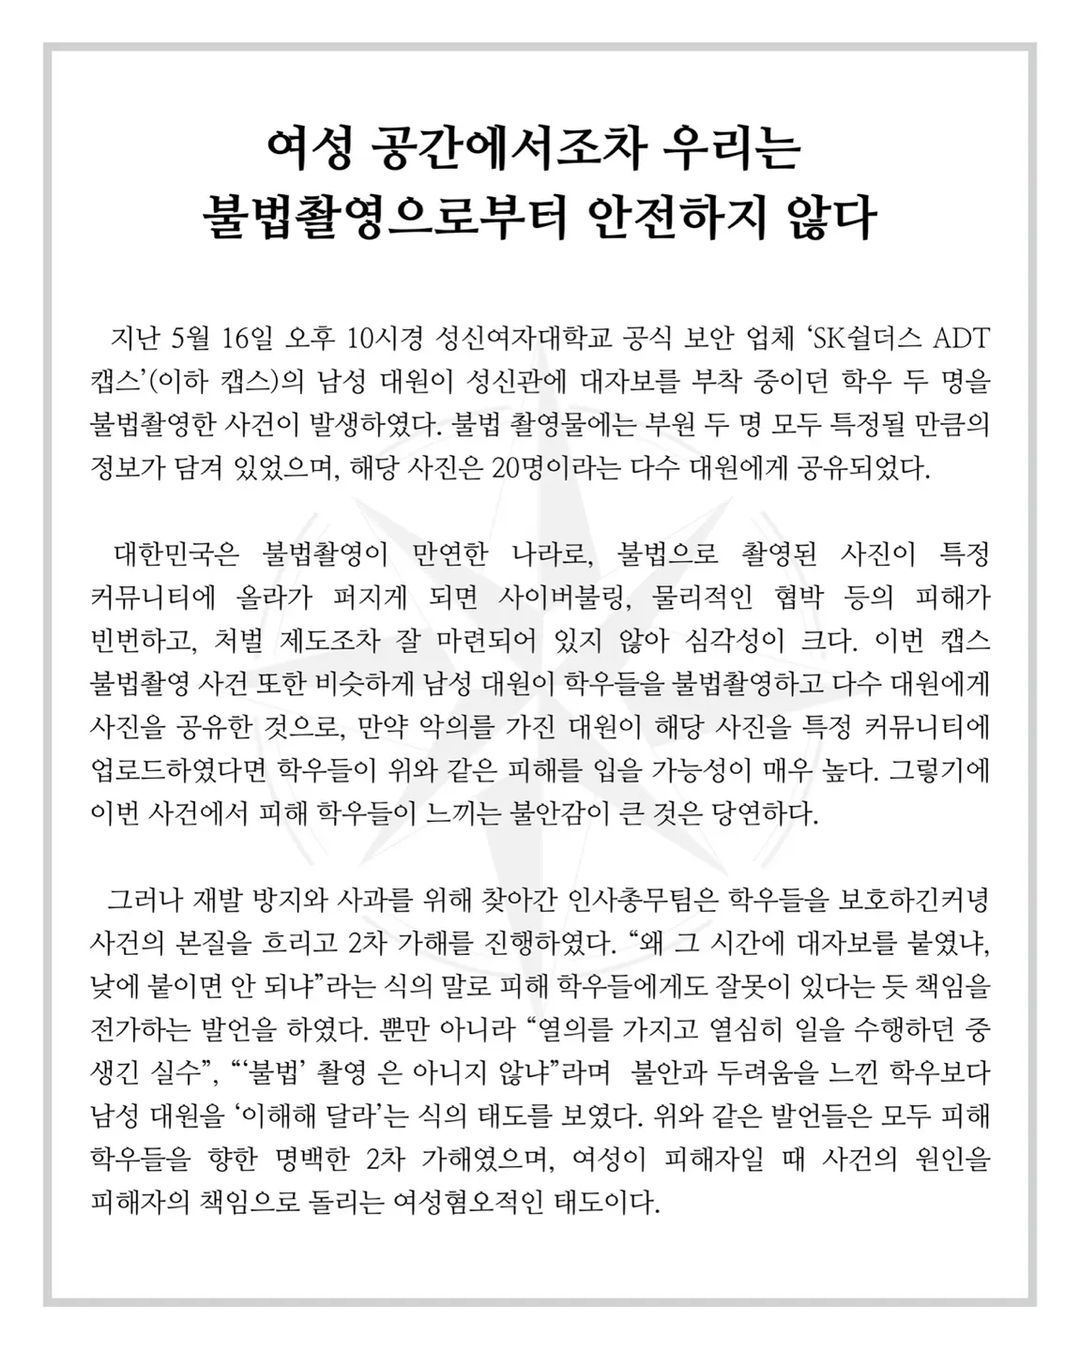 여성 공간에서조차 우리는
불법촬영으로부터 안전하지 않다
지난 5월 16일 오후 10시경 성신여자대학교 공식 보안 업체 ‘SK쉴더스 ADT
캡스’(이하 캡스)의 남성 대원이 성신관에 대자보를 부착 중이던 학우 두 명을
불법촬영한 사건이 발생하였다. 불법 촬영물에는 부원 두 명 모두 특정될 만큼의
정보가 담겨 있었으며, 해당 사진은 20명이라는 다수 대원에게 공유되었다.
대한민국은 불법촬영이 만연한 나라로, 불법으로 촬영된 사진이 특정
커뮤니티에 올라가 퍼지게 되면 사이버불링, 물리적인 협박 등의 피해가
빈번하고, 처벌 제도조차 잘 마련되어 있지 않아 심각성이 크다. 이번 캡스
불법촬영 사건 또한 비슷하게 남성 대원이 학우들을 불법촬영하고 다수 대원에게
사진을 공유한 것으로, 만약 악의를 가진 대원이 해당 사진을 특정 커뮤니티에
업로드하였다면 학우들이 위와 같은 피해를 입을 가능성이 매우 높다. 그렇기에
이번 사건에서 피해 학우들이 느끼는 불안감이 큰 것은 당연하다.
그러나 재발 방지와 사과를 위해 찾아간 인사총무팀은 학우들을 보호하긴커녕
사건의 본질을 흐리고 2차 가해를 진행하였다. “왜 그 시간에 대자보를 붙였냐,
낮에 붙이면 안 되냐”라는 식의 말로 피해 학우들에게도 잘못이 있다는 듯 책임을
전가하는 발언을 하였다. 뿐만 아니라 “열의를 가지고 열심히 일을 수행하던 중
생긴 실수”, “‘불법’ 촬영 은 아니지 않냐”라며 불안과 두려움을 느낀 학우보다
남성 대원을 ‘이해해 달라’는 식의 태도를 보였다. 위와 같은 발언들은 모두 피해
학우들을 향한 명백한 2차 가해였으며, 여성이 피해자일 때 사건의 원인을
피해자의 책임으로 돌리는 여성혐오적인 태도이다.